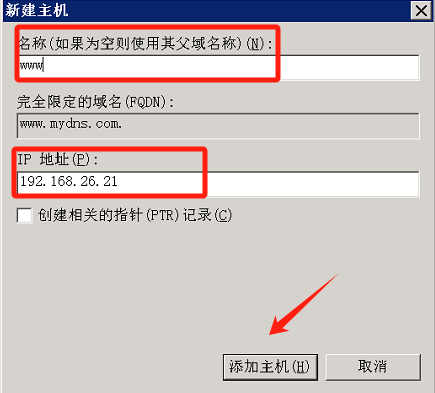 新建主机
名称(如果为空则使用其父域名称)(N):
www
完全限定的域名(FQDN):
www.mydns.com.
IP 地址(P):
192.168.26.21
创建相关的指针(PTR)记录(C)
添加主机(H) 取消